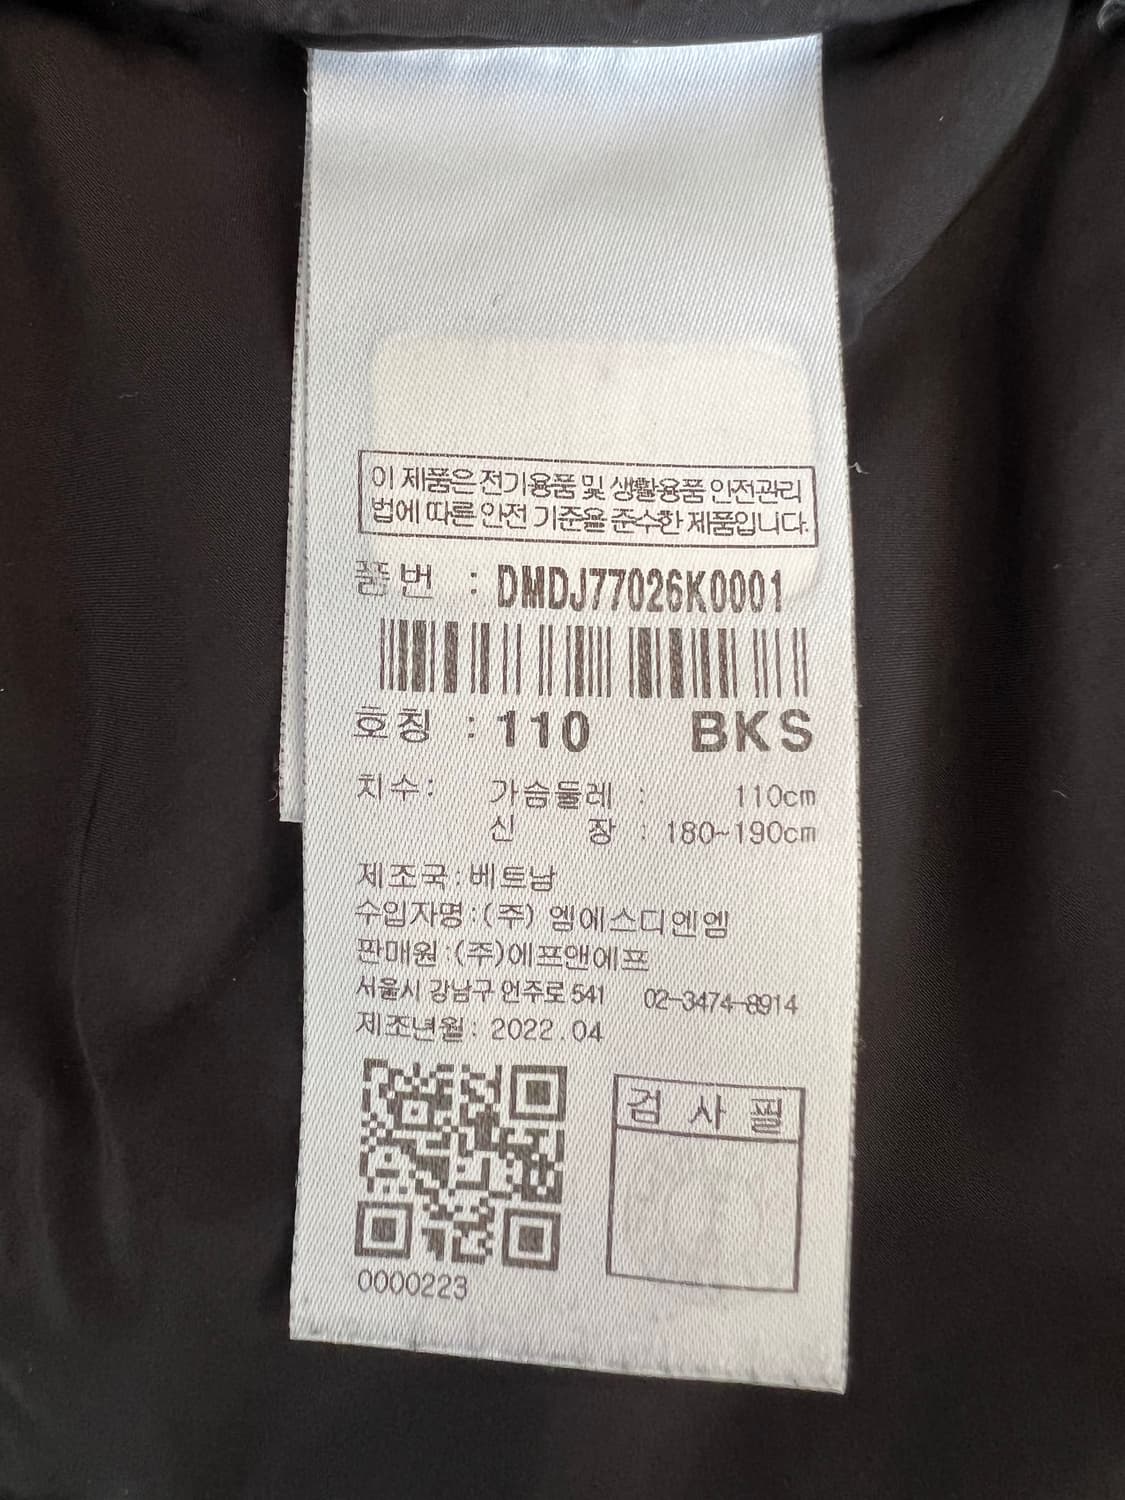 이 제품은 전기용품 및 생활용품 안전관리
법에 따른 안전 기준을 준수한 제품입니다.
품번 : DMDJ77026K0001
호칭 : 110 BKS
치수: 가슴둘레 : 110cm
신 장 : 180~190cm
제조국:베트남
수입자명:(주) 엠에스디엔엠
판매원:(주)에프앤에프
서울시 강남구 언주로 541 02-3474-8914
제조년월: 2022.04
검 사 필
0000223